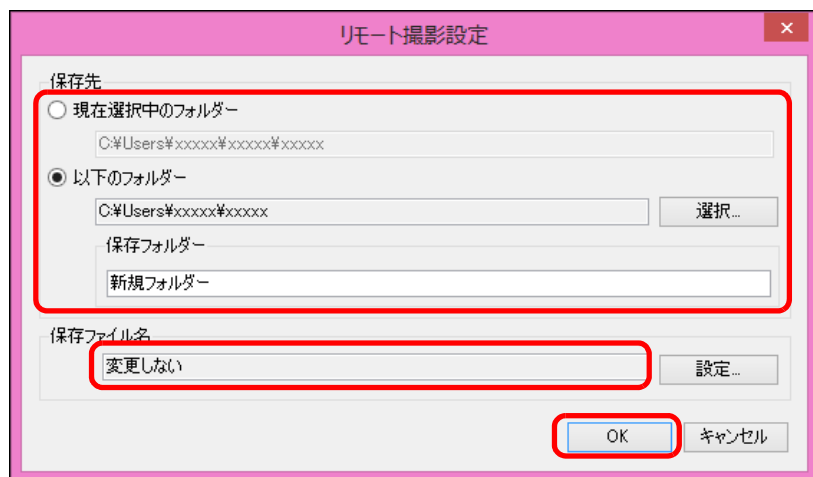 リモート撮影設定
保存先
現在選択中のフォルダー
C:¥Users¥xxxxx¥xxxxx¥xxxxx
以下のフォルダー
C:¥Users¥xxxxx¥xxxxx
選択...
保存フォルダー
新規フォルダー
保存ファイル名
変更しない
設定...
OK
キャンセル